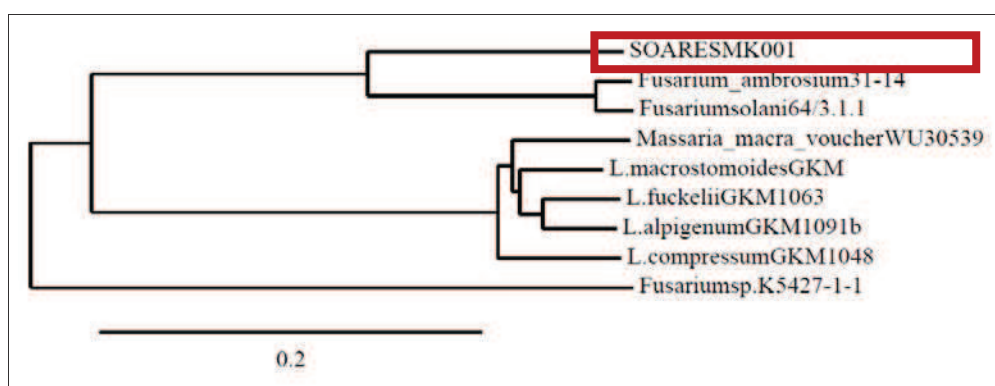 SOARESMK001
Fusarium_ambrosium31-14
Fusariumsolani64/3.1.1
Massaria_macra_voucherWU30539
L.macrostomoidesGKM
L.fuckeliiGKM1063
L.alpigenumGKM1091b
L.compressumGKM1048
Fusariumsp.K5427-1-1
0.2